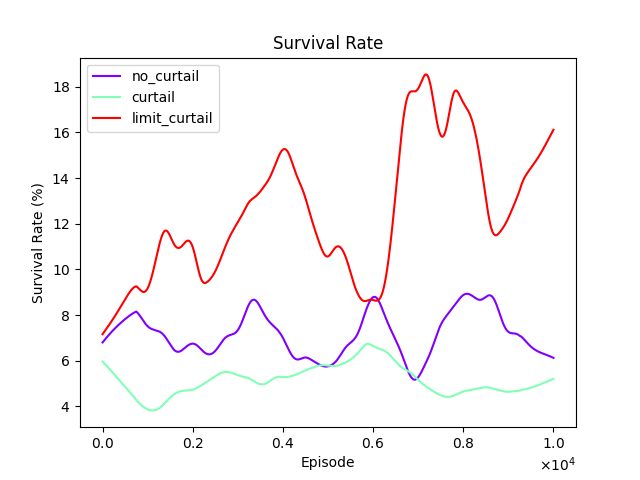 Survival Rate
18
16
14
12
10
8
6
4
Survival Rate (%)
no_curtail
curtail
limit_curtail
0.0 0.2 0.4 0.6 0.8 1.0
Episode
×10⁴